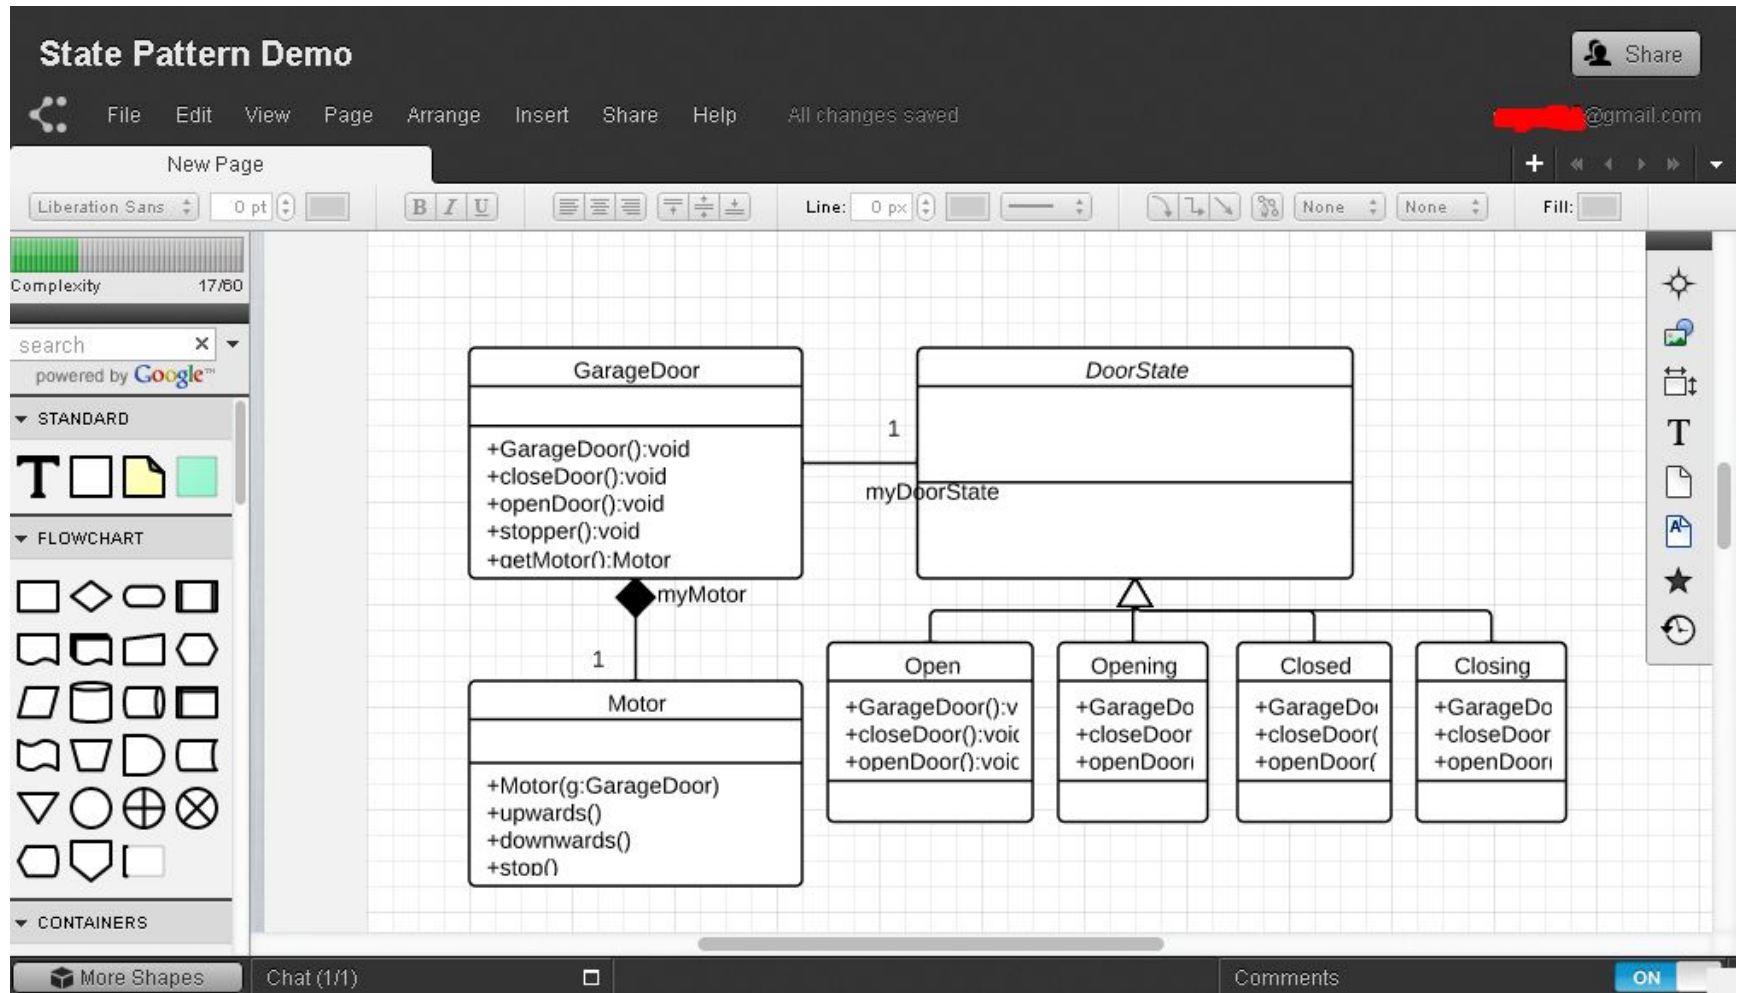 State Pattern Demo
Share
File Edit View Page Arrange Insert Share Help All changes saved
@gmail.com
New Page
Liberation Sans 0 pt B I U Line: 0 px None None Fill:
Complexity 17/60
search
powered by Google™
STANDARD
T
FLOWCHART
CONTAINERS
More Shapes
GarageDoor
+GarageDoor():void
+closeDoor():void
+openDoor():void
+stopper():void
+getMotor():Motor
1
myDoorState
DoorState
myMotor
1
Motor
+Motor(g:GarageDoor)
+upwards()
+downwards()
+stop()
Open
+GarageDoor():v
+closeDoor():voic
+openDoor():voic
Opening
+GarageDo
+closeDoor
+openDoor(
Closed
+GarageDo
+closeDoor(
+openDoor(
Closing
+GarageDo
+closeDoor
+openDoor(
T
A
Chat (1/1)
Comments
ON